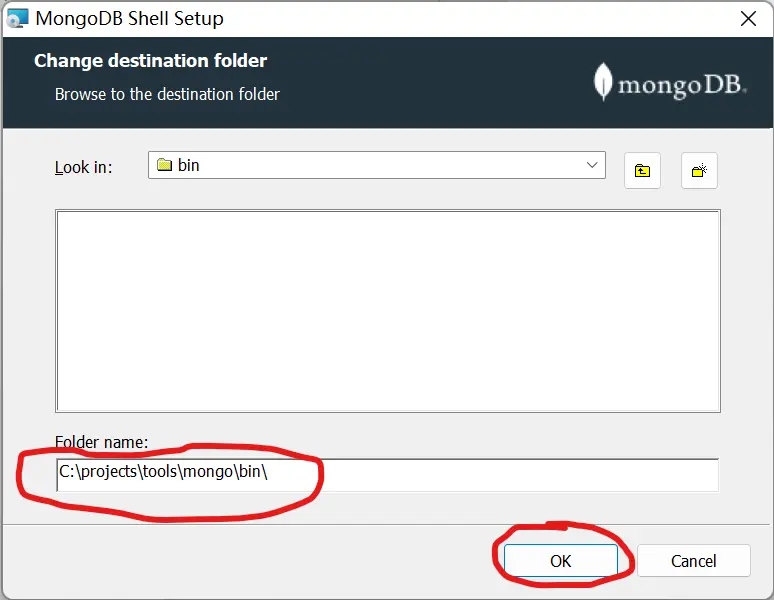 MongoDB Shell Setup
Change destination folder
Browse to the destination folder
mongoDB.
Look in:
bin
Folder name:
C:\projects\tools\mongo\bin\
OK
Cancel